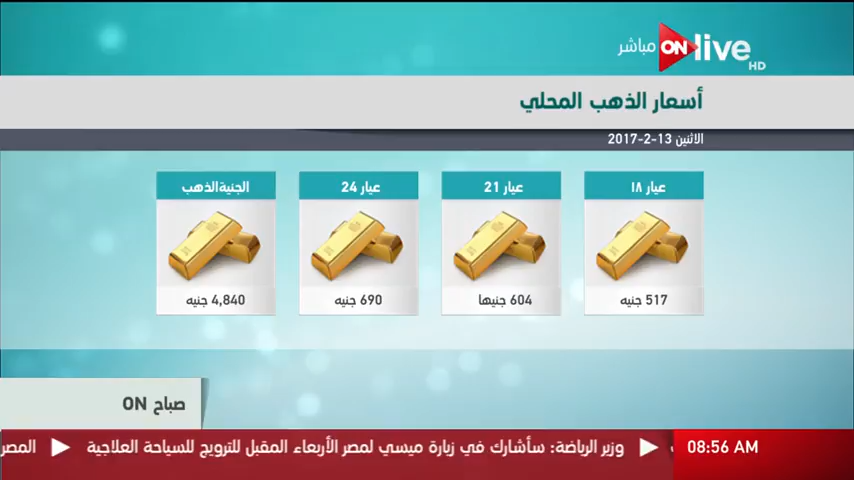 مباشر ON live HD
أسعار الذهب المحلي
الاثنين 13-2-2017
عيار ١٨
517 جنيه
عيار 21
604 جنيها
عيار 24
690 جنيه
الجنيةالذهب
4,840 جنيه
صباح ON
وزير الرياضة: سأشارك في زيارة ميسي لمصر الأربعاء المقبل للترويج للسياحة العلاجية
08:56 AM